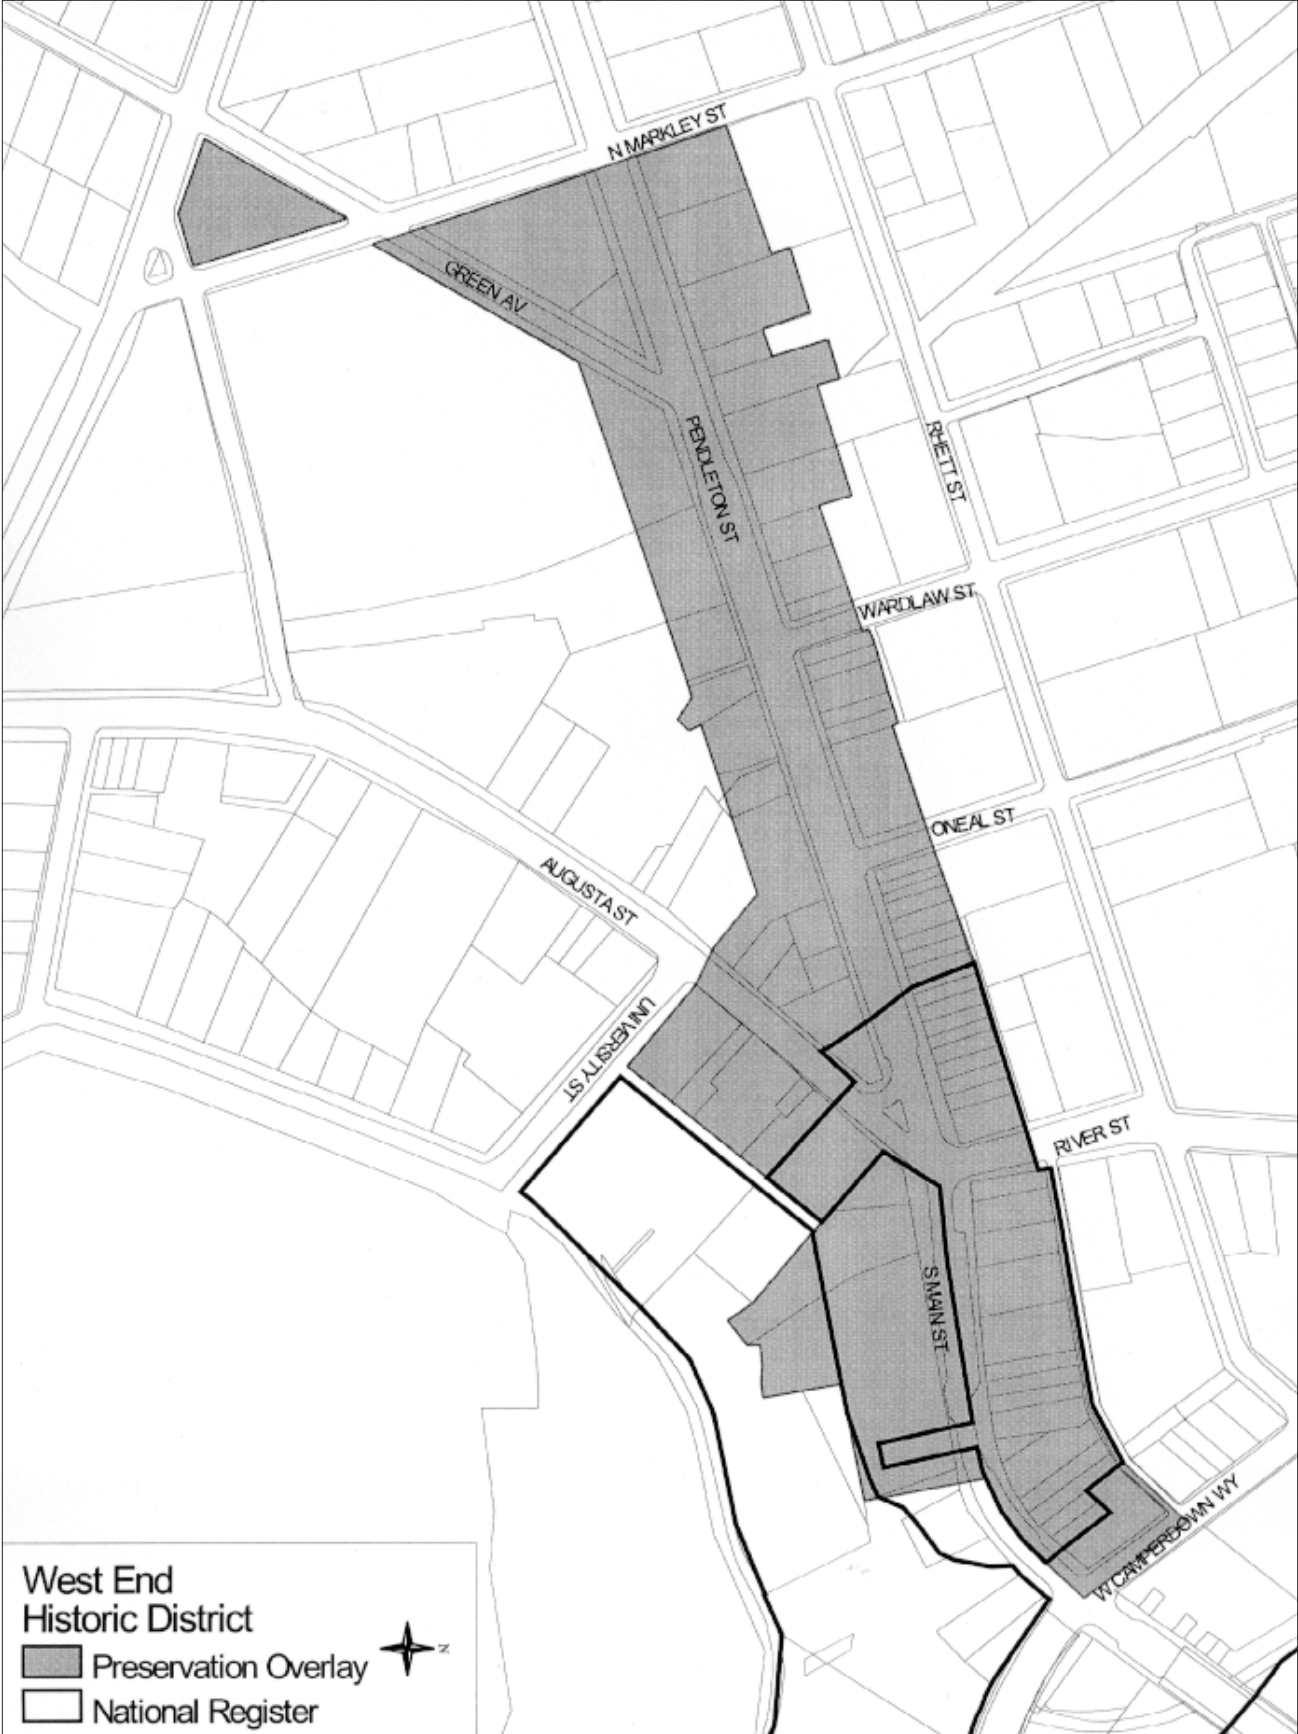 N MARKLEY ST
GREEN AV
PENDLETON ST
RHETT ST
WARDLAW ST
ONEAL ST
AUGUSTA ST
UNIVERSITY ST
RIVER ST
S MAIN ST
W CAMPERDOWN WY
West End
Historic District
Preservation Overlay
National Register
N